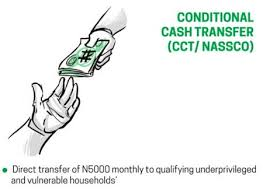 CONDITIONAL
CASH TRANSFER
(CCT/ NASSCO)
#
Direct transfer of N5000 monthly to qualifying underprivileged
and vulnerable households'